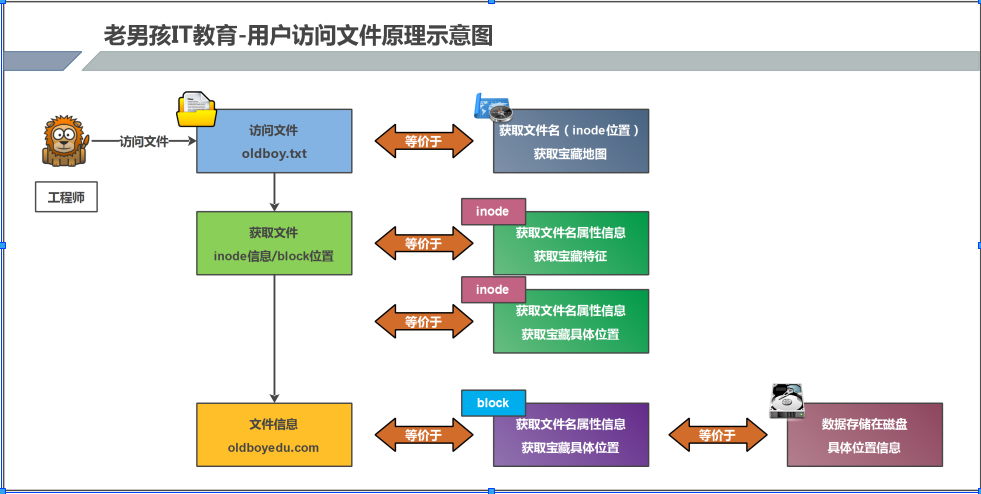 老男孩IT教育-用户访问文件原理示意图
访问文件
工程师
访问文件
oldboy.txt
等价于
获取文件名（inode位置）
获取宝藏地图
获取文件
inode信息/block位置
等价于
inode
获取文件名属性信息
获取宝藏特征
等价于
inode
获取文件名属性信息
获取宝藏具体位置
文件信息
oldboyedu.com
等价于
block
获取文件名属性信息
获取宝藏具体位置
等价于
数据存储在磁盘
具体位置信息